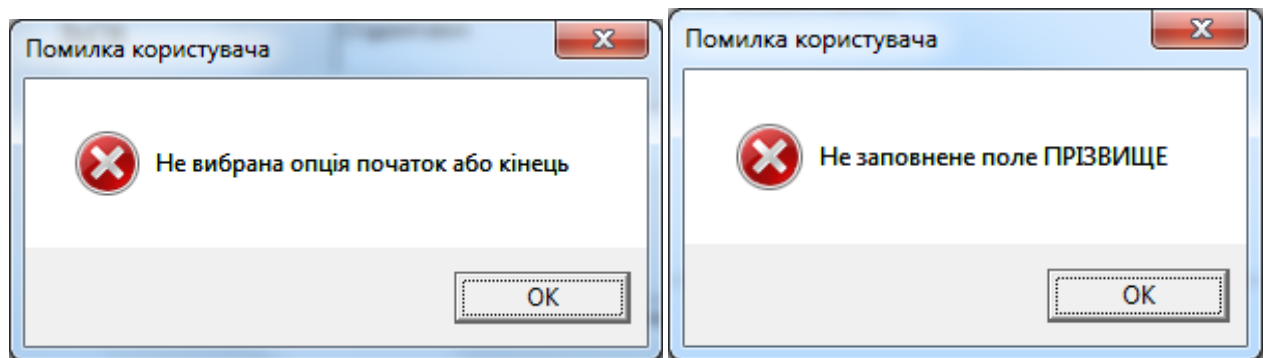 Помилка користувача
Не вибрана опція початок або кінець
OK
Помилка користувача
Не заповнене поле ПРІЗВИЩЕ
OK